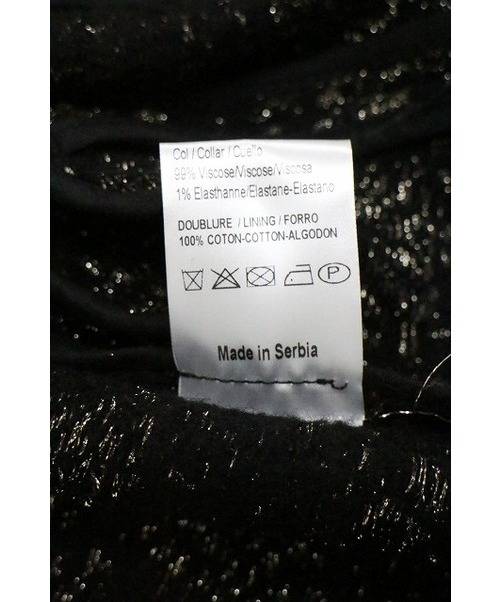 Col / Collar / Cuello
99% Viscose/Viscose/Viscosa
1% Elasthanne/Elastane-Elastano
DOUBLURE / LINING / FORRO
100% COTON-COTTON-ALGODON
P
Made in Serbia